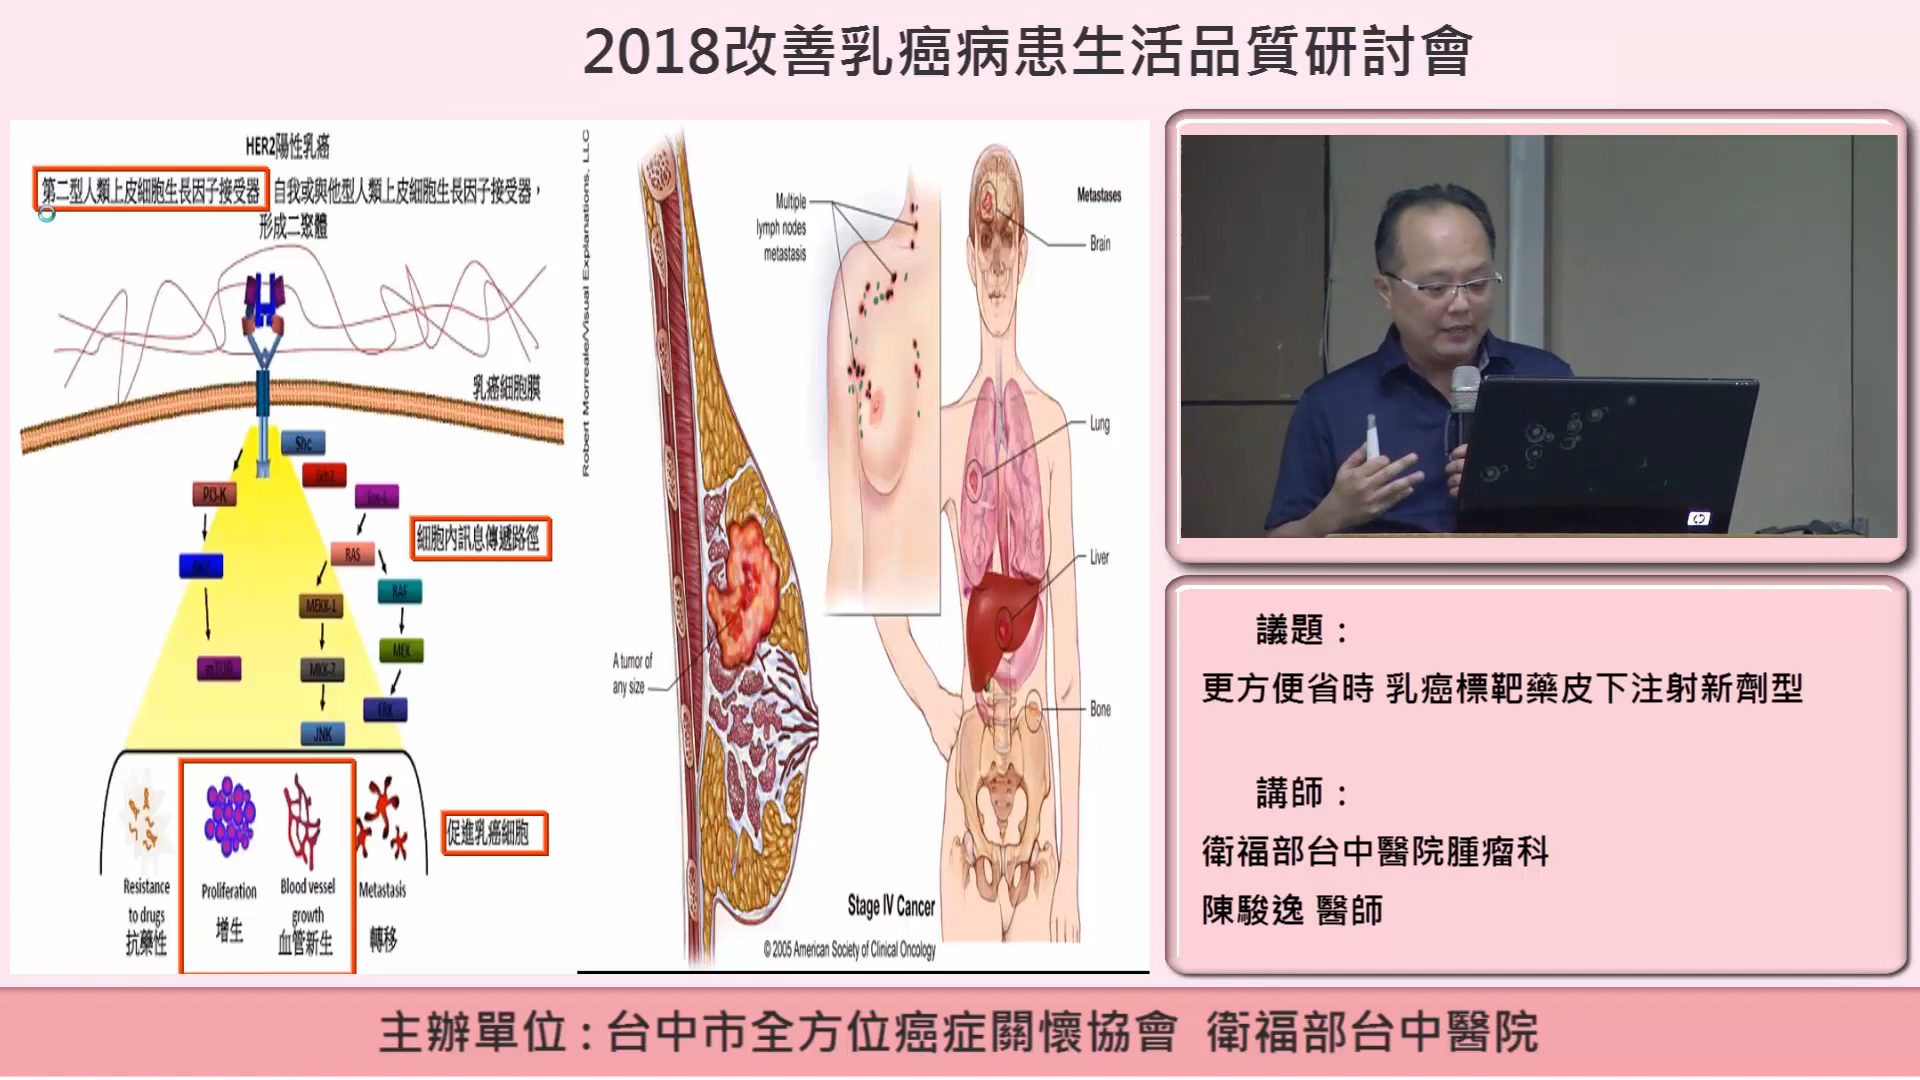 2018改善乳癌病患生活品質研討會
HER2陽性乳癌
第二型人類上皮細胞生長因子接受器 自我或與他型人類上皮細胞生長因子接受器，
形成二聚體
乳癌細胞膜
Shc
PI3-K
RAS
細胞內訊息傳遞路徑
RAF
MEKK-1
MEK
MKK-7
ERK
JNK
促進乳癌細胞
Resistance
to drugs
抗藥性
Proliferation
增生
Blood vessel
growth
血管新生
Metastasis
轉移
Robert Morreale/Visual Explanations, LLC
Multiple
lymph nodes
metastasis
A tumor of
any size
Metastases
Brain
Lung
Liver
Bone
Stage IV Cancer
© 2005 American Society of Clinical Oncology
議題：
更方便省時 乳癌標靶藥皮下注射新劑型
講師：
衛福部台中醫院腫瘤科
陳駿逸 醫師
主辦單位：台中市全方位癌症關懷協會 衛福部台中醫院